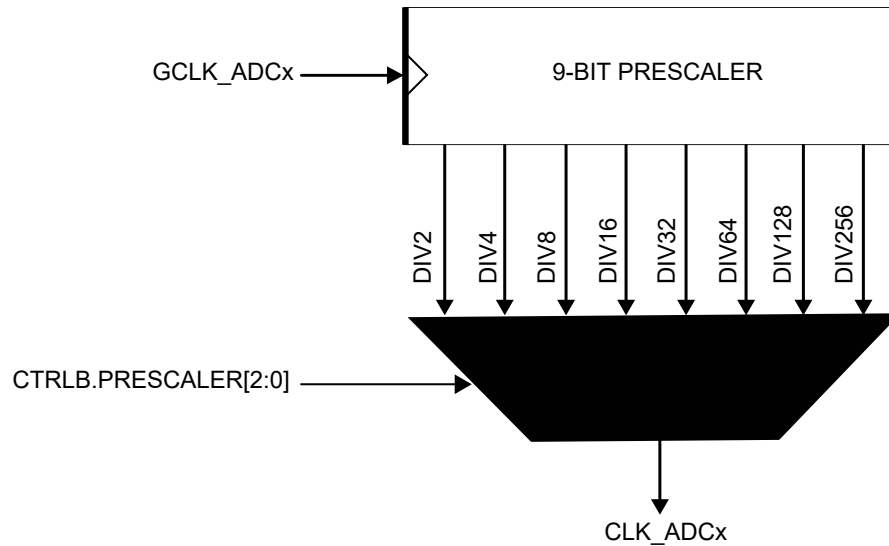 GCLK_ADCx
9-BIT PRESCALER
DIV2
DIV4
DIV8
DIV16
DIV32
DIV64
DIV128
DIV256
CTRLB.PRESCALER[2:0]
CLK_ADCx